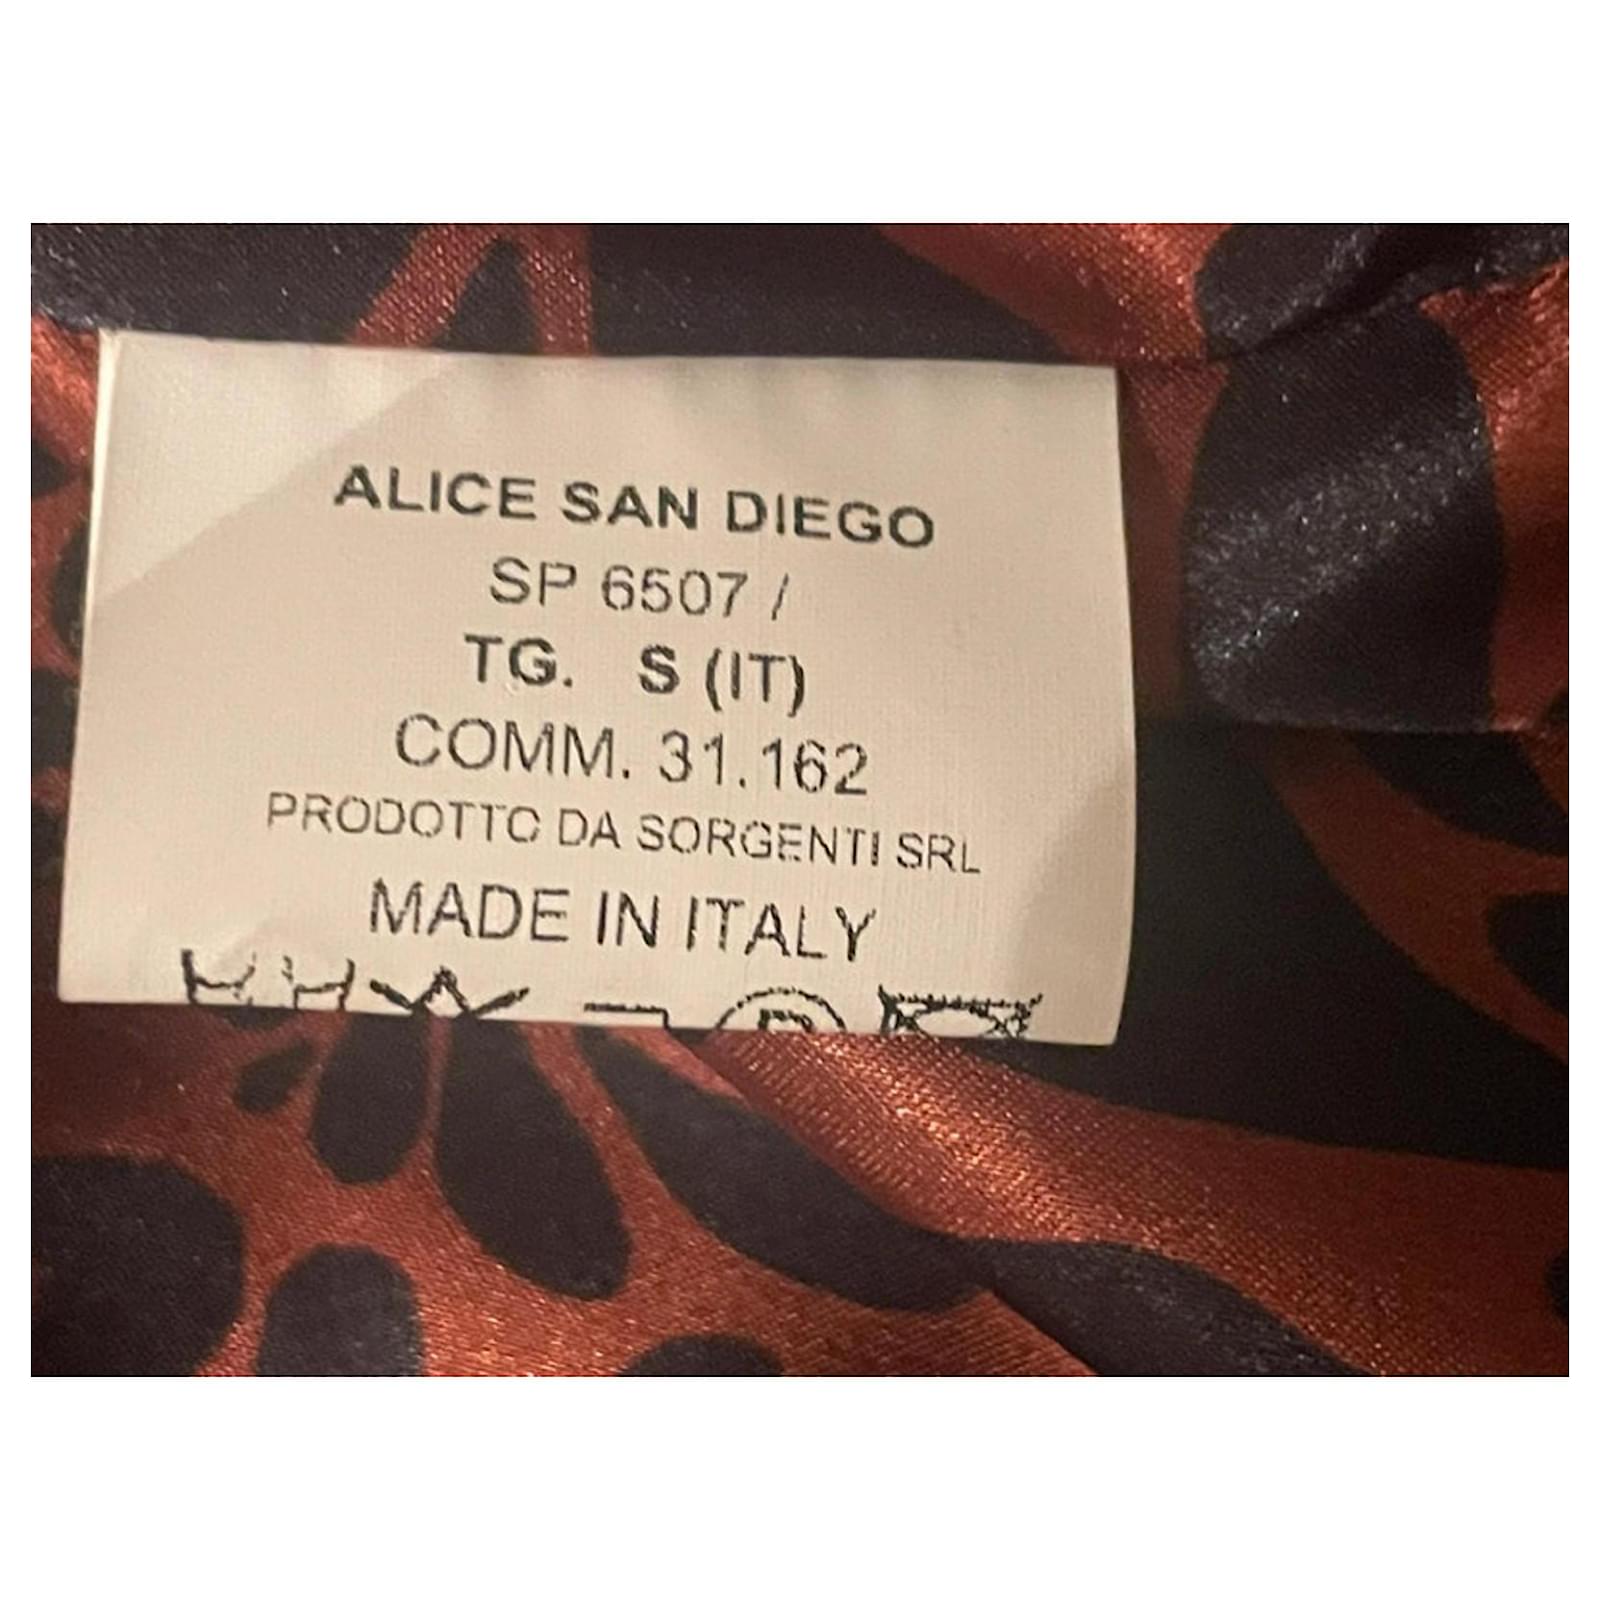 ALICE SAN DIEGO
SP 6507 /
TG. S (IT)
COMM. 31.162
PRODOTTO DA SORGENTI SRL
MADE IN ITALY